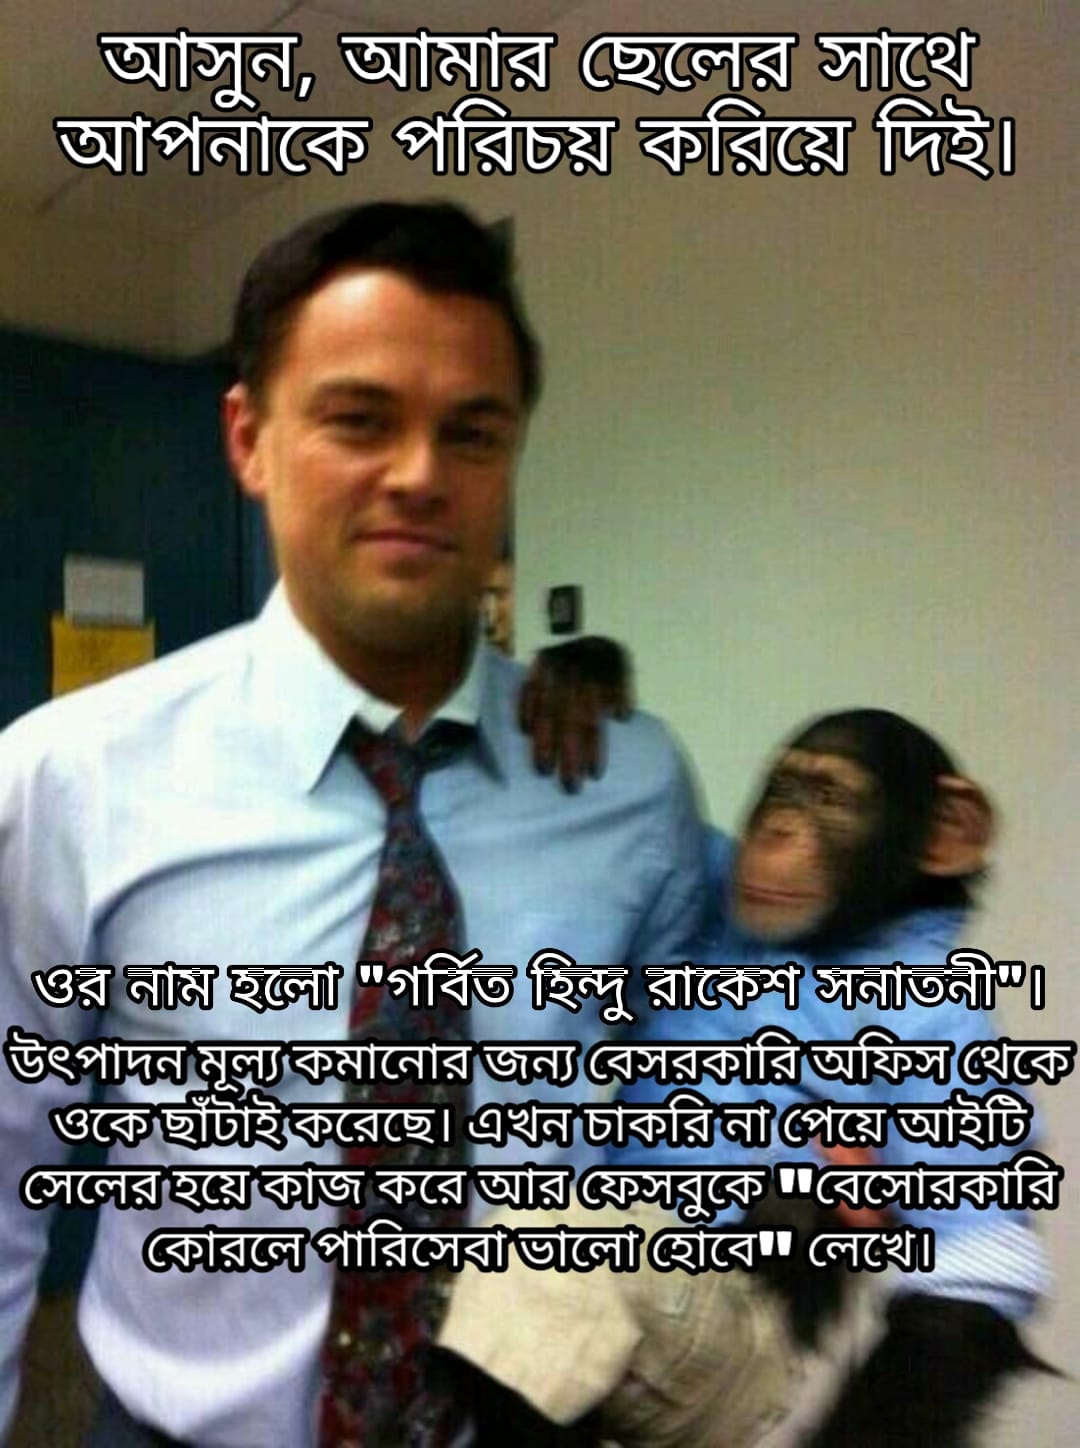 আসুন, আমার ছেলের সাথে
আপনাকে পরিচয় করিয়ে দিই।
ওর নাম হলো "গর্বিত হিন্দু রাকেশ সনাতনী"।
উৎপাদন মূল্য কমানোর জন্য বেসরকারি অফিস থেকে
ওকে ছাঁটাই করেছে। এখন চাকরি না পেয়ে আইটি
সেলের হয়ে কাজ করে আর ফেসবুকে "বেসোরকারি
কোরলে পারিসেবা ভালো হোবে" লেখে।